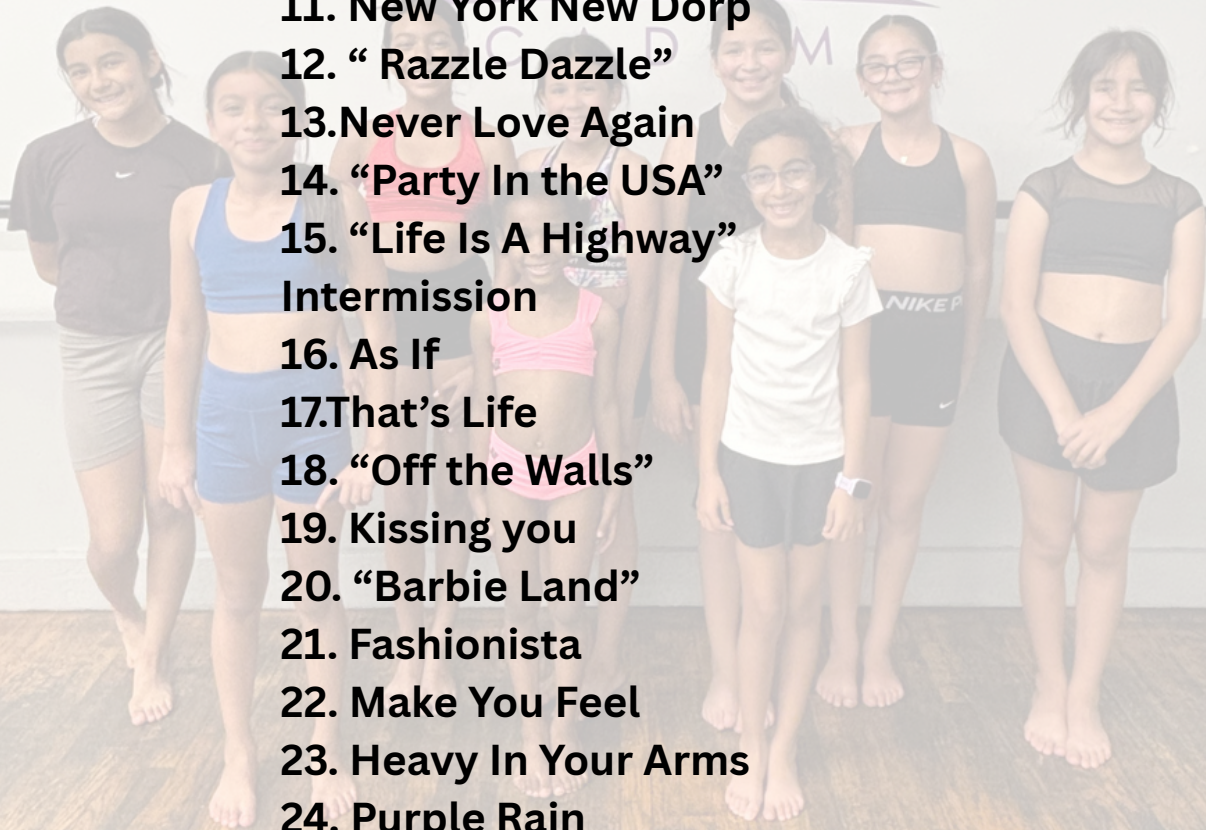 11. New York New Dorp
C D M
12. “ Razzle Dazzle”
13.Never Love Again
14. “Party In the USA”
15. “Life Is A Highway”
Intermission
NIKE P
16. As If
17.That’s Life
18. “Off the Walls”
19. Kissing you
20. “Barbie Land”
21. Fashionista
22. Make You Feel
23. Heavy In Your Arms
24. Purple Rain